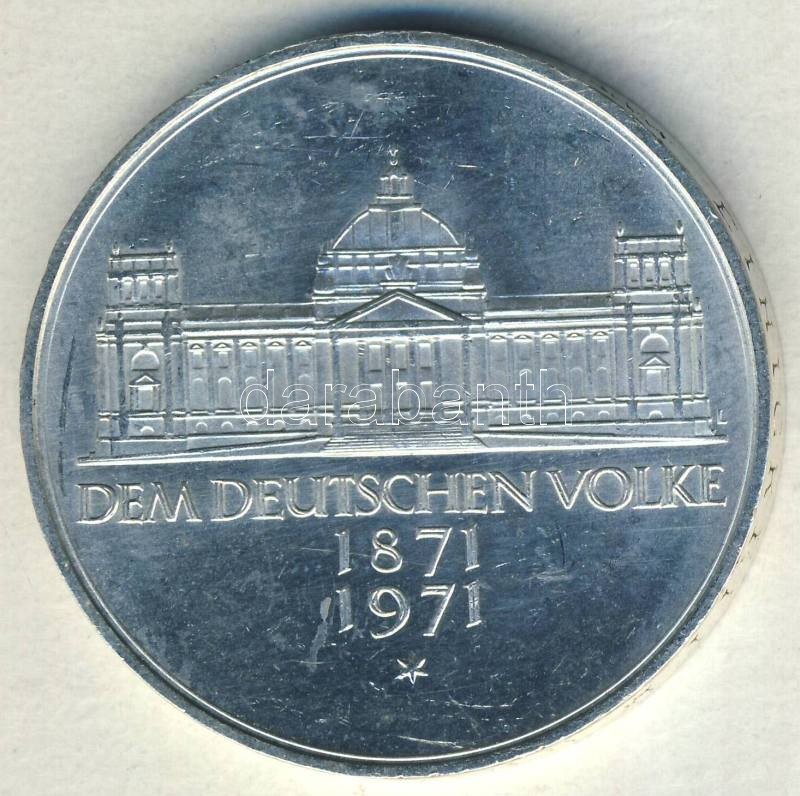 darabanth
DEM DEUTSCHEN VOLKE
1871
1971